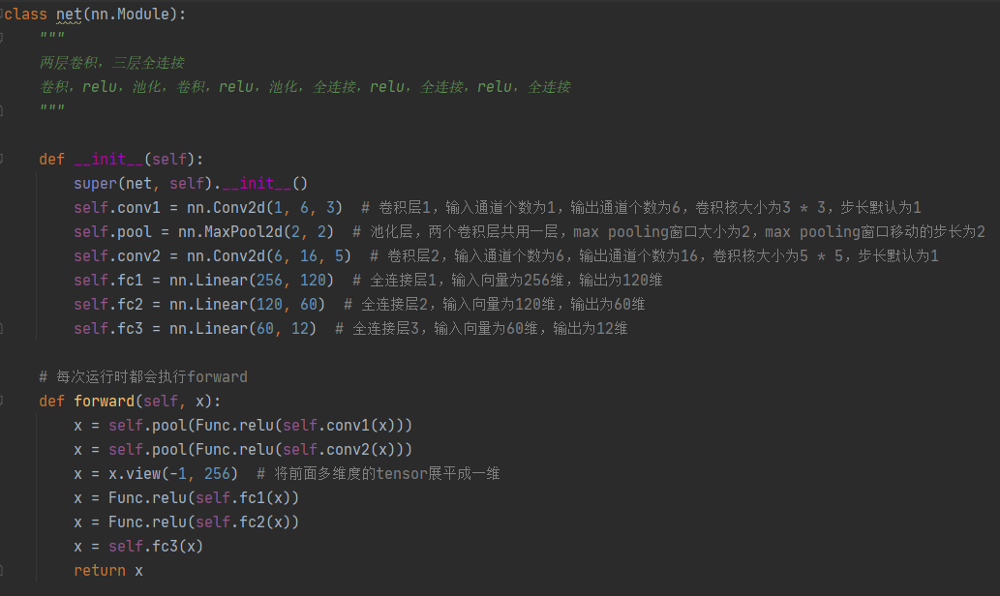 class net(nn.Module):
"""
两层卷积，三层全连接
卷积，relu，池化，卷积，relu，池化，全连接，relu，全连接，relu，全连接
"""
def __init__(self):
super(net, self).__init__()
self.conv1 = nn.Conv2d(1, 6, 3)  # 卷积层1，输入通道个数为1，输出通道个数为6，卷积核大小为3 * 3，步长默认为1
self.pool = nn.MaxPool2d(2, 2)  # 池化层，两个卷积层共用一层，max pooling窗口大小为2，max pooling窗口移动的步长为2
self.conv2 = nn.Conv2d(6, 16, 5)  # 卷积层2，输入通道个数为6，输出通道个数为16，卷积核大小为5 * 5，步长默认为1
self.fc1 = nn.Linear(256, 120)  # 全连接层1，输入向量为256维，输出为120维
self.fc2 = nn.Linear(120, 60)  # 全连接层2，输入向量为120维，输出为60维
self.fc3 = nn.Linear(60, 12)  # 全连接层3，输入向量为60维，输出为12维
# 每次运行时都会执行forward
def forward(self, x):
x = self.pool(Func.relu(self.conv1(x)))
x = self.pool(Func.relu(self.conv2(x)))
x = x.view(-1, 256)  # 将前面多维度的tensor展平成一维
x = Func.relu(self.fc1(x))
x = Func.relu(self.fc2(x))
x = self.fc3(x)
return x